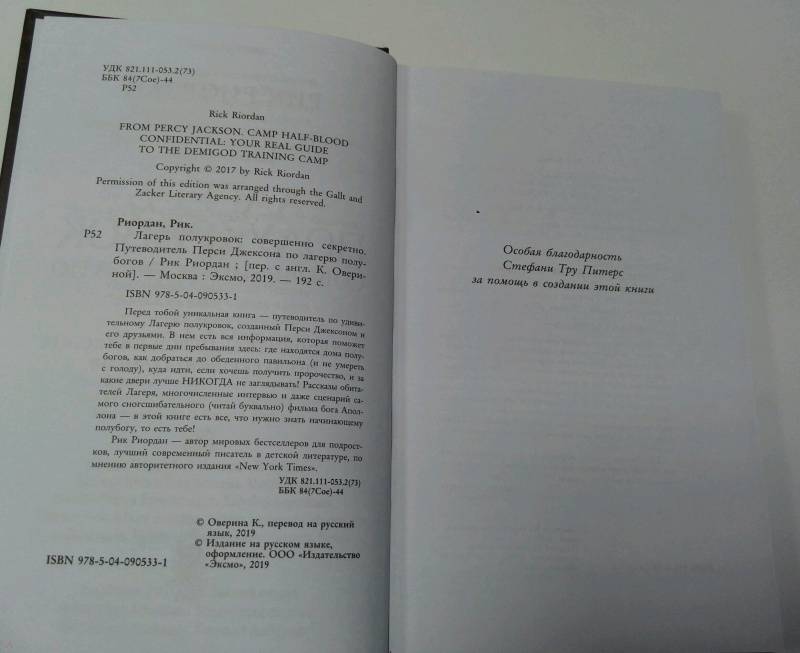 УДК 821.111-053.2(73)
ББК 84(7Сое)-44
Р52
Rick Riordan
FROM PERCY JACKSON. CAMP HALF-BLOOD
CONFIDENTIAL: YOUR REAL GUIDE
TO THE DEMIGOD TRAINING CAMP
Copyright © 2017 by Rick Riordan
Permission of this edition was arranged through the Gallt and
Zacker Literary Agency. All rights reserved.
Риордан, Рик.
Р52 Лагерь полукровок: совершенно секретно.
Путеводитель Перси Джексона по лагерю полу-
богов / Рик Риордан ; [пер. с англ. К. Овери-
ной]. — Москва : Эксмо, 2019. — 192 с.
ISBN 978-5-04-090533-1
Перед тобой уникальная книга — путеводитель по удиви-
тельному Лагерю полукровок, созданный Перси Джексоном и
его друзьями. В нем есть вся информация, которая поможет
тебе в первые дни пребывания здесь: где находятся дома полу-
богов, как добраться до обеденного павильона (и не умереть
с голоду), куда идти, если хочешь получить пророчество, и за
какие двери лучше НИКОГДА не заглядывать! Рассказы обита-
телей Лагеря, многочисленные интервью и даже сценарий са-
мого сногсшибательного (читай буквально) фильма бога Апол-
лона — в этой книге есть все, что нужно знать начинающему
полубогу, то есть тебе!
Рик Риордан — автор мировых бестселлеров для подрост-
ков, лучший современный писатель в детской литературе, по
мнению авторитетного издания «New York Times».
УДК 821.111-053.2(73)
ББК 84(7Сое)-44
© Оверина К., перевод на русский
язык, 2019
© Издание на русском языке,
оформление. ООО «Издательство
«Эксмо», 2019
ISBN 978-5-04-090533-1
Особая благодарность
Стефани Тру Питерс
за помощь в создании этой книги